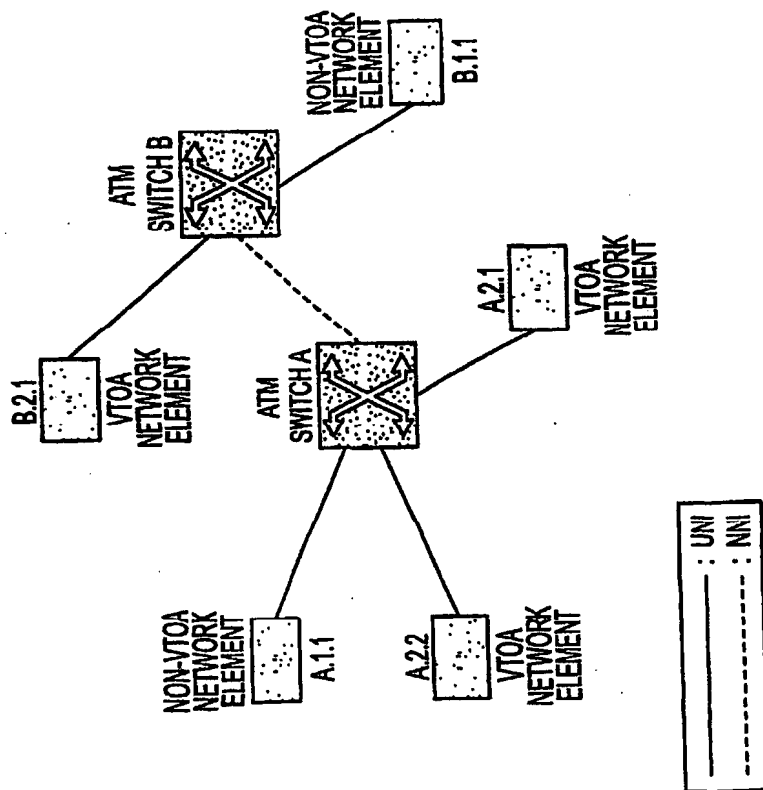 NON-VTOA
NETWORK
ELEMENT
A.1.1
A.2.2
VTOA
NETWORK
ELEMENT
B.2.1
VTOA
NETWORK
ELEMENT
ATM
SWITCH A
ATM
SWITCH B
A.2.1
VTOA
NETWORK
ELEMENT
NON-VTOA
NETWORK
ELEMENT
B.1.1
: UNI
: NNI